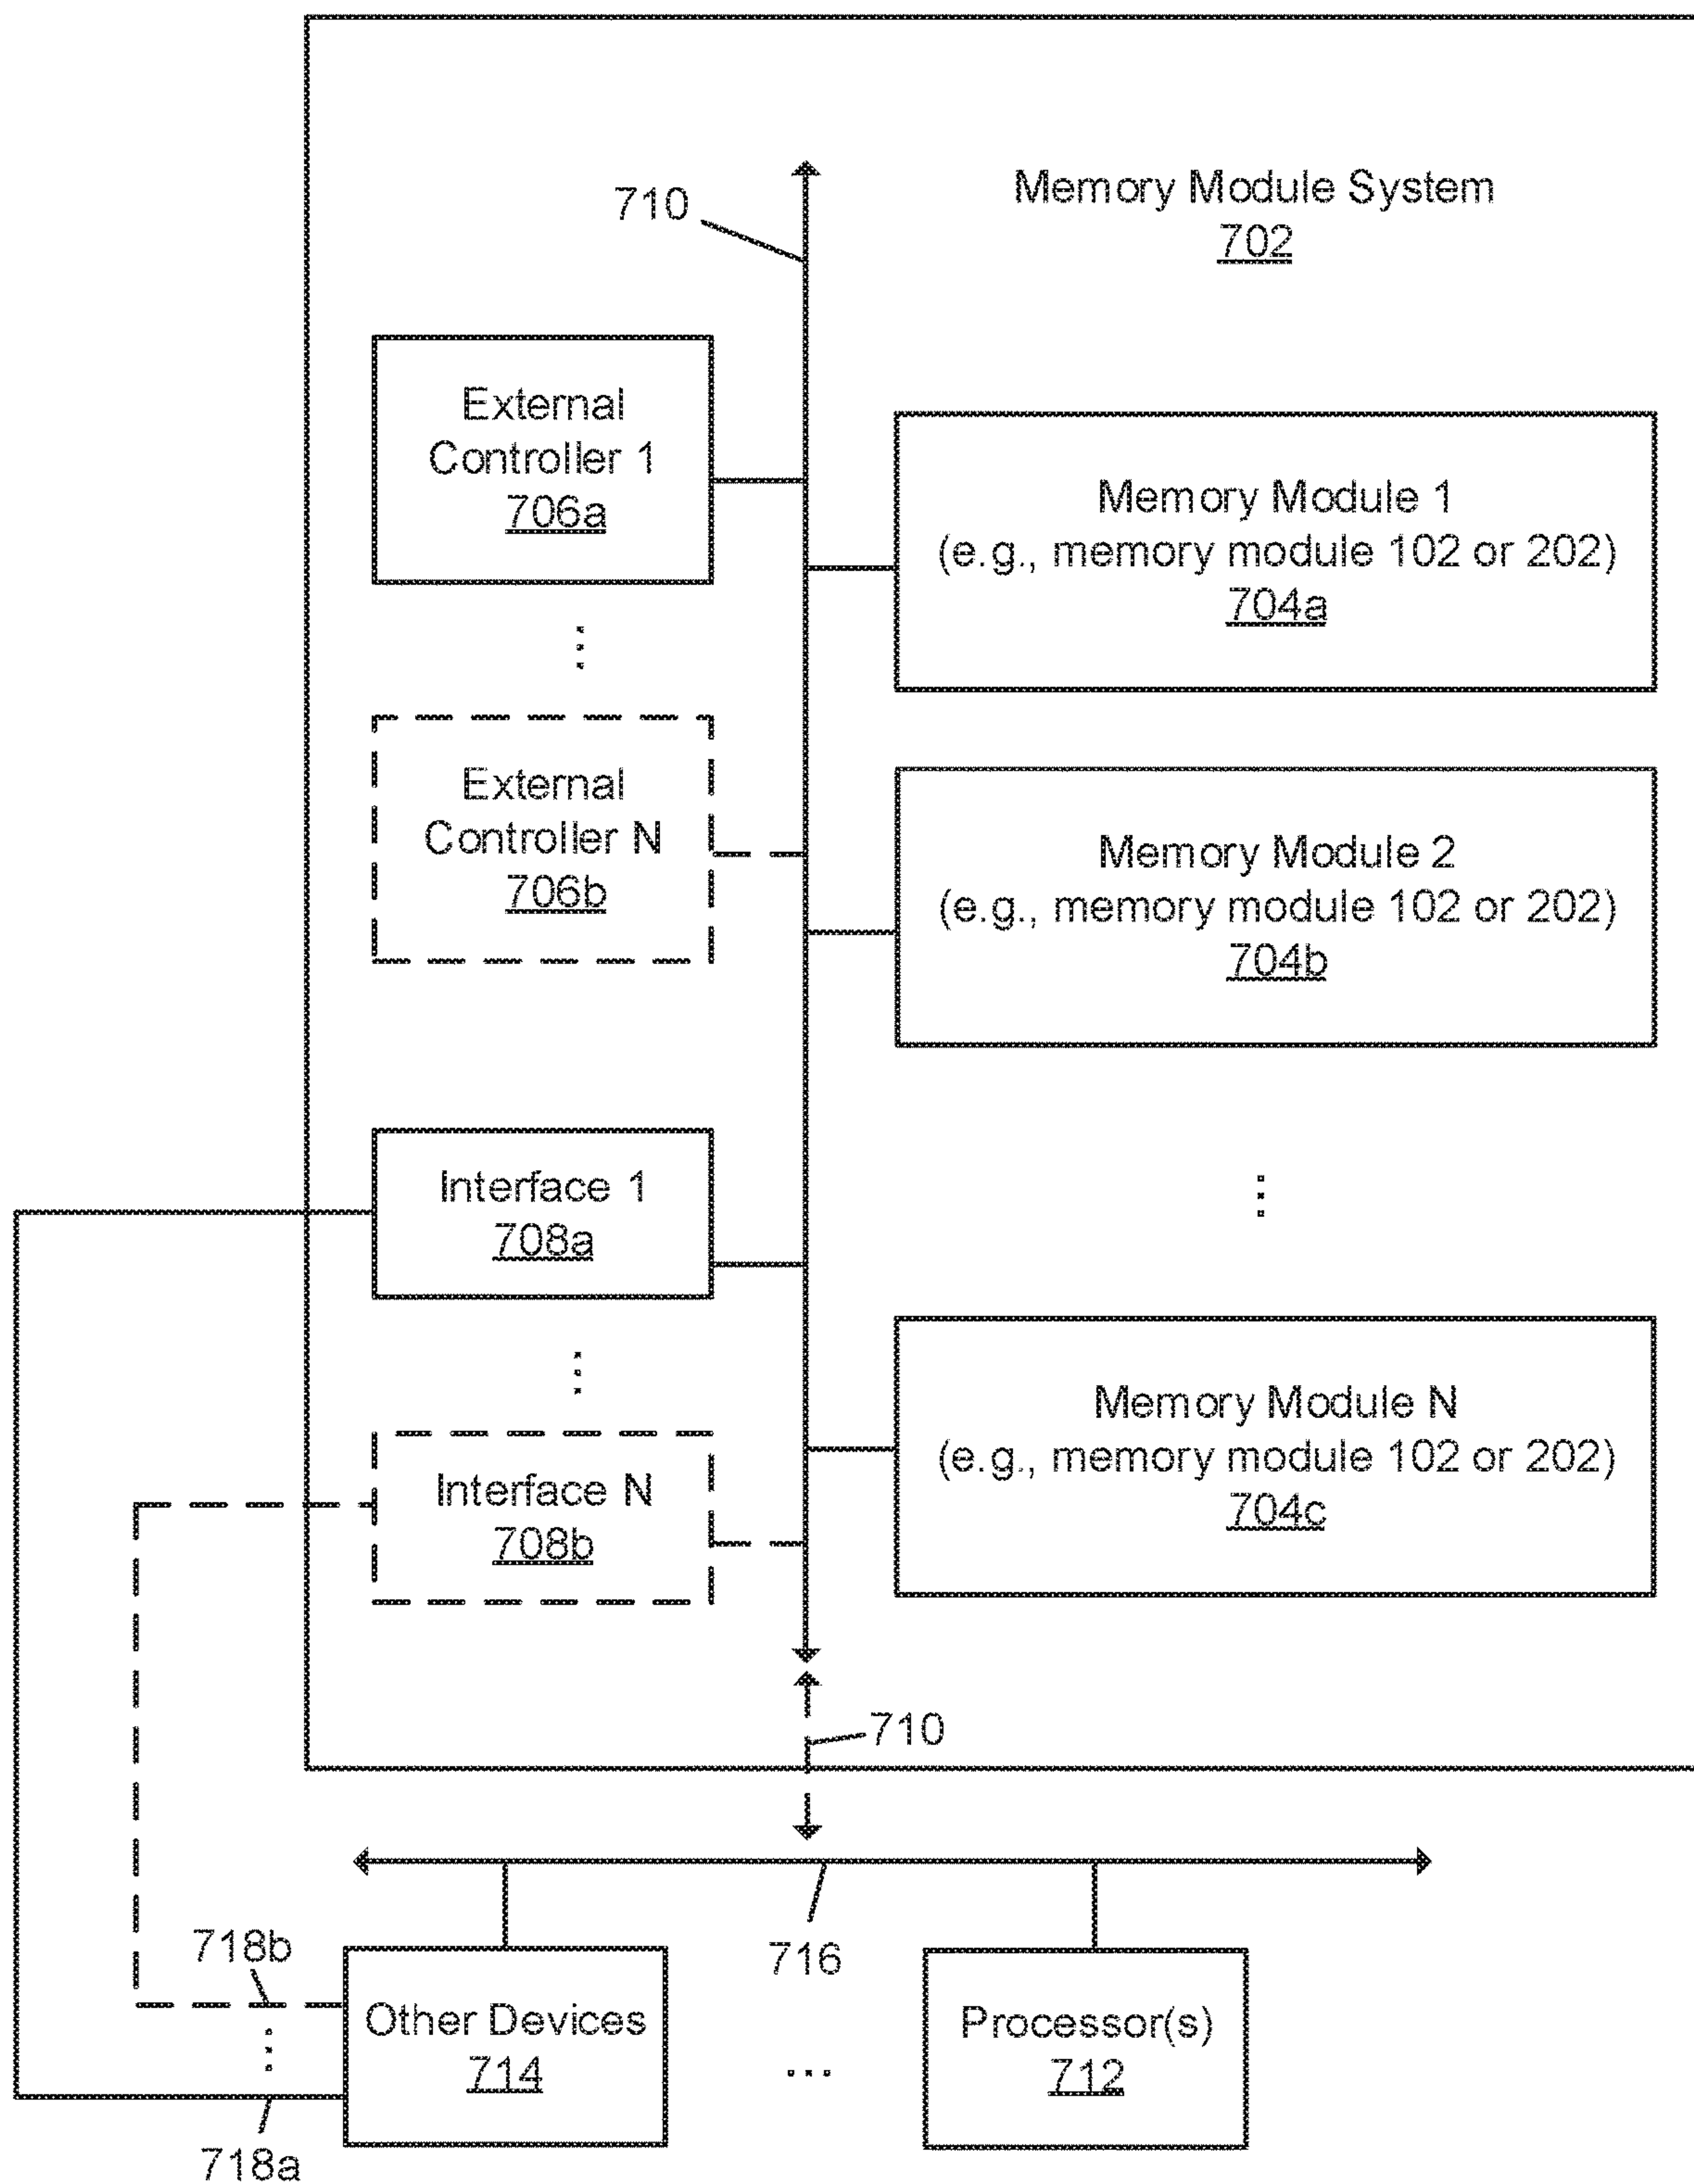 710
Memory Module System
702
External
Controller 1
706a
Memory Module 1
(e.g., memory module 102 or 202)
704a
External
Controller N
706b
Memory Module 2
(e.g., memory module 102 or 202)
704b
Interface 1
708a
Interface N
708b
Memory Module N
(e.g., memory module 102 or 202)
704c
710
716
718b
Other Devices
714
Processor(s)
712
718a